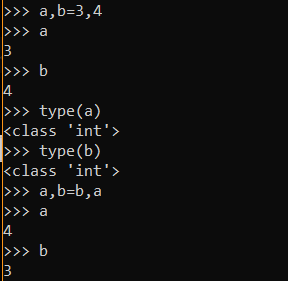 >>> a,b=3,4
>>> a
3
>>> b
4
>>> type(a)
<class 'int'>
>>> type(b)
<class 'int'>
>>> a,b=b,a
>>> a
4
>>> b
3